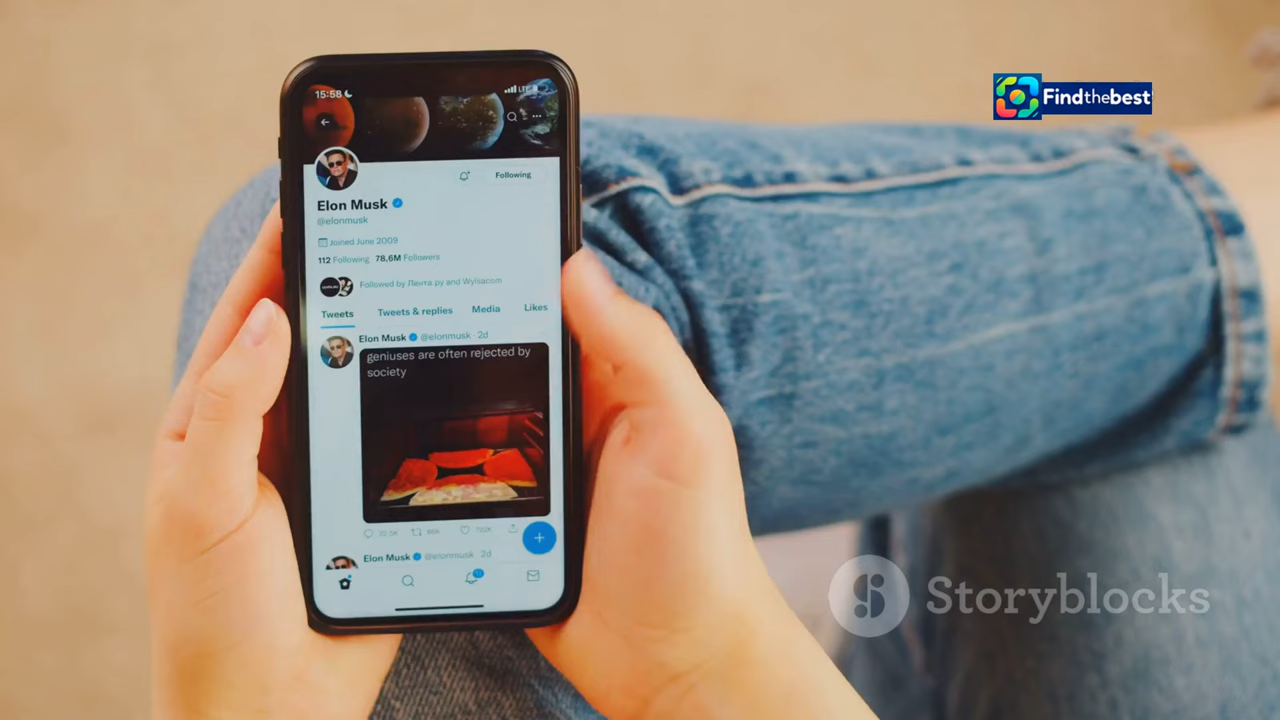 15:58
LTE
Findthebest
Following
Elon Musk
@elonmusk
Joined June 2009
112 Following 78,6M Followers
Followed by Лента.ру and Wylsacom
Tweets Tweets & replies Media Likes
Elon Musk @elonmusk · 2d
geniuses are often rejected by
society
Elon Musk @elonmusk · 2d
Storyblocks